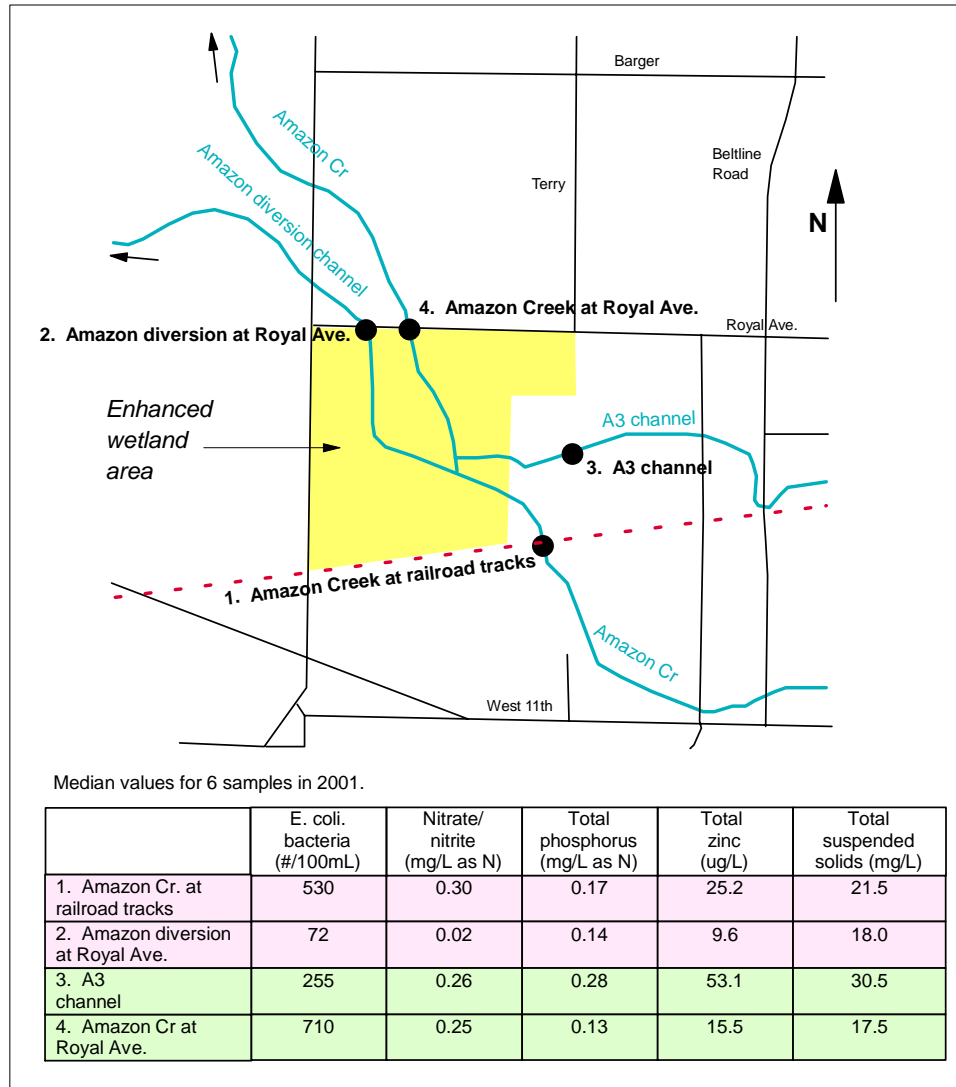 Barger
Amazon Cr
Amazon diversion channel
Beltline
Road
Terry
N
4. Amazon Creek at Royal Ave.
Royal Ave.
2. Amazon diversion at Royal Ave.
Enhanced
wetland
area
A3 channel
3. A3 channel
1. Amazon Creek at railroad tracks
Amazon Cr
West 11th
Median values for 6 samples in 2001.
E. coli. bacteria (#/100mL) Nitrate/ nitrite (mg/L as N) Total phosphorus (mg/L as N) Total zinc (ug/L) Total suspended solids (mg/L)
1. Amazon Cr. at railroad tracks 530 0.30 0.17 25.2 21.5
2. Amazon diversion at Royal Ave. 72 0.02 0.14 9.6 18.0
3. A3 channel 255 0.26 0.28 53.1 30.5
4. Amazon Cr at Royal Ave. 710 0.25 0.13 15.5 17.5